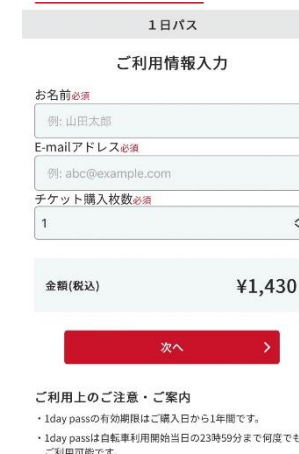 1日パス
ご利用情報入力
お名前必須
例: 山田太郎
E-mailアドレス必須
例: abc@example.com
チケット購入枚数必須
1
金額(税込) ¥1,430
次へ
ご利用上のご注意・ご案内
・1day passの有効期限はご購入日から1年間です。
・1day passは自転車利用開始当日の23時59分まで何度でも
ご利用可能です。